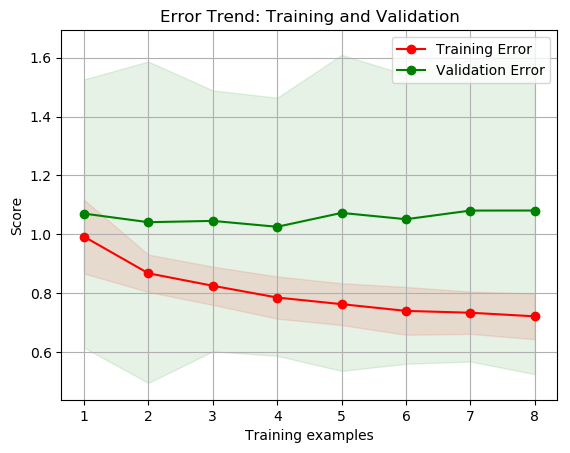 Error Trend: Training and Validation
Training Error
Validation Error
Score
1.6
1.4
1.2
1.0
0.8
0.6
1 2 3 4 5 6 7 8
Training examples